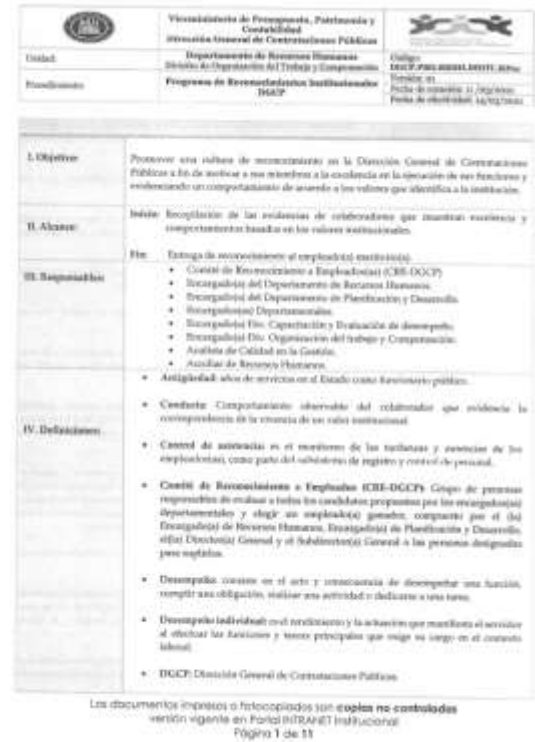 Viceministerio de Presupuesto, Patrimonio y
Contabilidad
Dirección General de Contrataciones Públicas
Unidad:
Departamento de Recursos Humanos
División de Organización del Trabajo y Compensación
Código:
Procedimiento:
Programa de Reconocimientos Institucionales
DGCP
Versión: 01
Fecha de emisión: 11
Fecha de efectividad:
I. Objetivo:
Promover una cultura de reconocimiento en la Dirección General de Contrataciones
Públicas a fin de motivar a sus miembros a la excelencia en la ejecución de sus funciones y
evidenciando un comportamiento de acuerdo a los valores que identifica a la institución.
II. Alcance:
Inicio: Recopilación de las evidencias de colaboradores que muestran excelencia y
comportamientos basados en los valores institucionales.
Fin: Entrega de reconocimiento al empleado(a) meritorio(a).
III. Responsables:
• Comité de Reconocimiento a Empleados(as) (CRE-DGCP)
• Encargado(a) del Departamento de Recursos Humanos.
• Encargado(a) del Departamento de Planificación y Desarrollo.
• Encargados(as) Departamentales.
• Encargado(a) Div. Capacitación y Evaluación de desempeño.
• Encargado(a) Div. Organización del trabajo y Compensación.
• Analista de Calidad en la Gestión.
• Auxiliar de Recursos Humanos.
IV. Definiciones:
• Antigüedad: años de servicios en el Estado como funcionario público.
• Conducta: Comportamiento observable del colaborador que evidencia la
correspondencia de la vivencia de un valor institucional.
• Control de asistencia: es el monitoreo de las tardanzas y ausencias de los
empleados(as), como parte del subsistema de registro y control de personal.
• Comité de Reconocimiento a Empleados (CRE-DGCP): Grupo de personas
responsables de evaluar a todos los candidatos propuestos por los encargados(as)
departamentales y elegir un empleado(a) ganador, compuesto por el (la)
Encargado(a) de Recursos Humanos, Encargado(a) de Planificación y Desarrollo,
el(la) Director(a) General y el Subdirector(a) General o las personas designadas
para suplirlos.
• Desempeño: consiste en el acto y consecuencia de desempeñar una función,
cumplir una obligación, realizar una actividad o dedicarse a una tarea.
• Desempeño individual: es el rendimiento y la actuación que manifiesta el servidor
al efectuar las funciones y tareas principales que exige su cargo en el contexto
laboral.
• DGCP: Dirección General de Contrataciones Públicas
Los documentos impresos o fotocopiados son copias no controladas
versión vigente en Portal INTRANET Institucional
Página 1 de 11